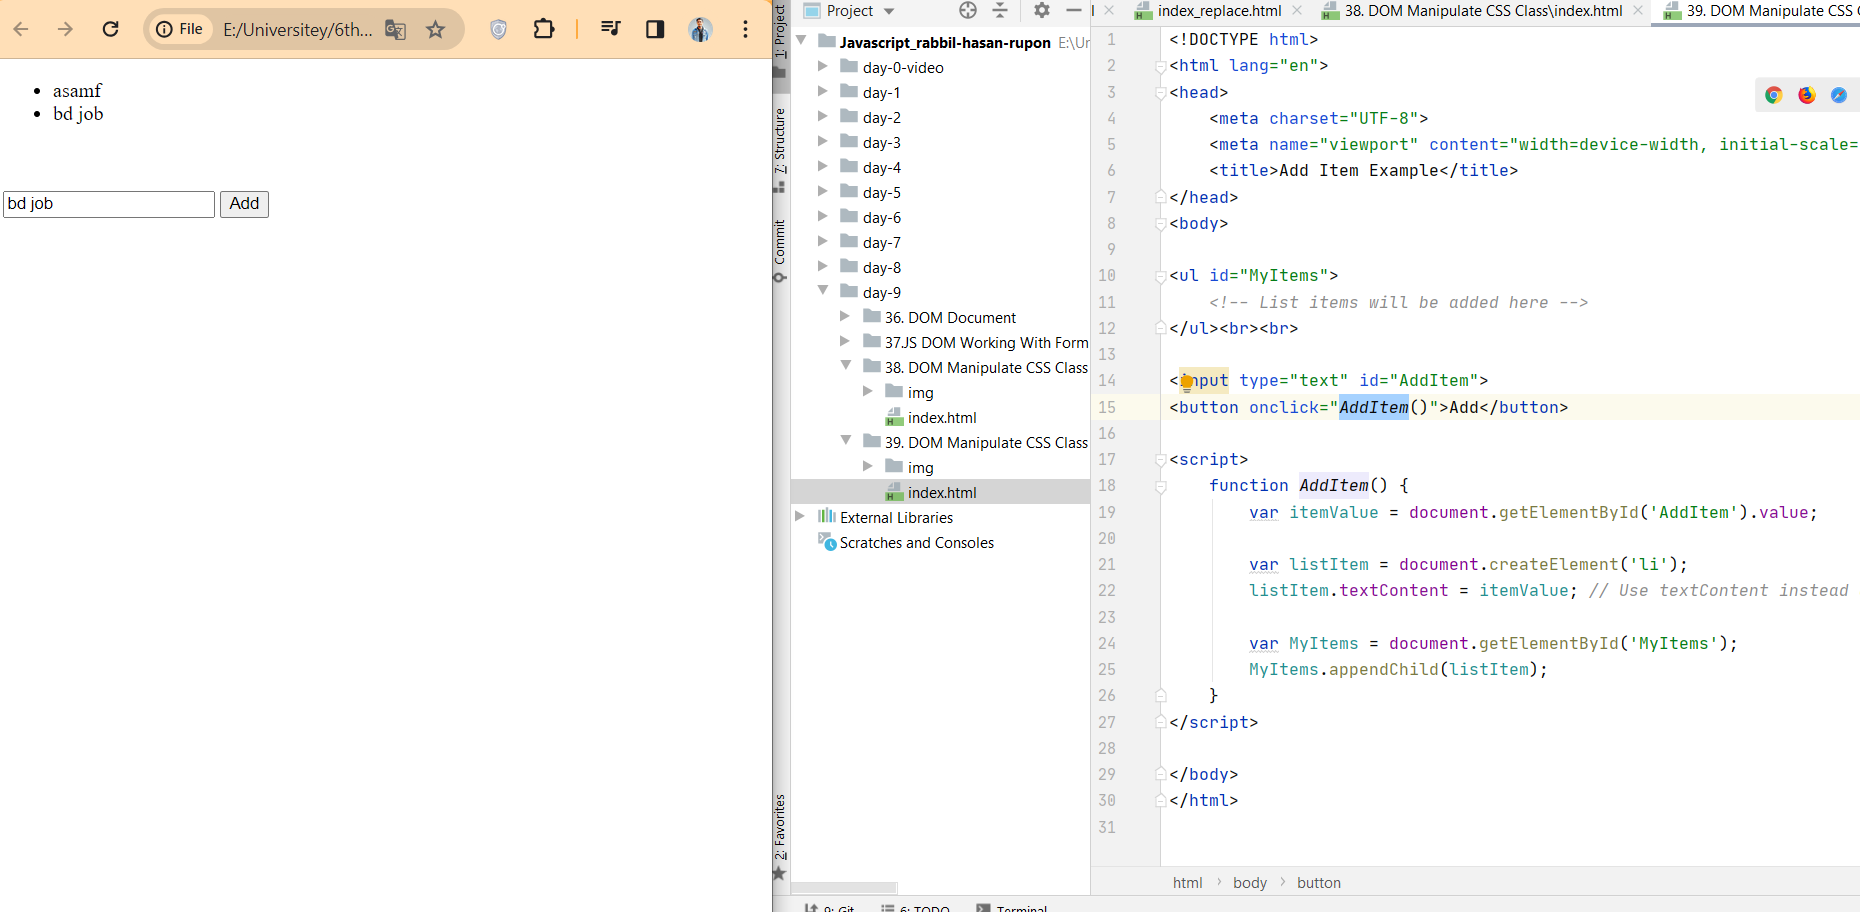 File E:/Universitey/6th...
asamf
bd job
bd job Add
1: Project
7: Structure
Commit
2: Favorites
Project
Javascript_rabbil-hasan-rupon E:\Ur
day-0-video
day-1
day-2
day-3
day-4
day-5
day-6
day-7
day-8
day-9
36. DOM Document
37.JS DOM Working With Form
38. DOM Manipulate CSS Class
img
index.html
39. DOM Manipulate CSS Class
img
index.html
External Libraries
Scratches and Consoles
index_replace.html 38. DOM Manipulate CSS Class\index.html 39. DOM Manipulate CSS
1 <!DOCTYPE html>
2 <html lang="en">
3 <head>
4 <meta charset="UTF-8">
5 <meta name="viewport" content="width=device-width, initial-scale=
6 <title>Add Item Example</title>
7 </head>
8 <body>
9
10 <ul id="MyItems">
11 <!-- List items will be added here -->
12 </ul><br><br>
13
14 <input type="text" id="AddItem">
15 <button onclick="AddItem()">Add</button>
16
17 <script>
18 function AddItem() {
19 var itemValue = document.getElementById('AddItem').value;
20
21 var listItem = document.createElement('li');
22 listItem.textContent = itemValue; // Use textContent instead
23
24 var MyItems = document.getElementById('MyItems');
25 MyItems.appendChild(listItem);
26 }
27 </script>
28
29 </body>
30 </html>
31
html › body › button
9: Git 6: TODO Terminal